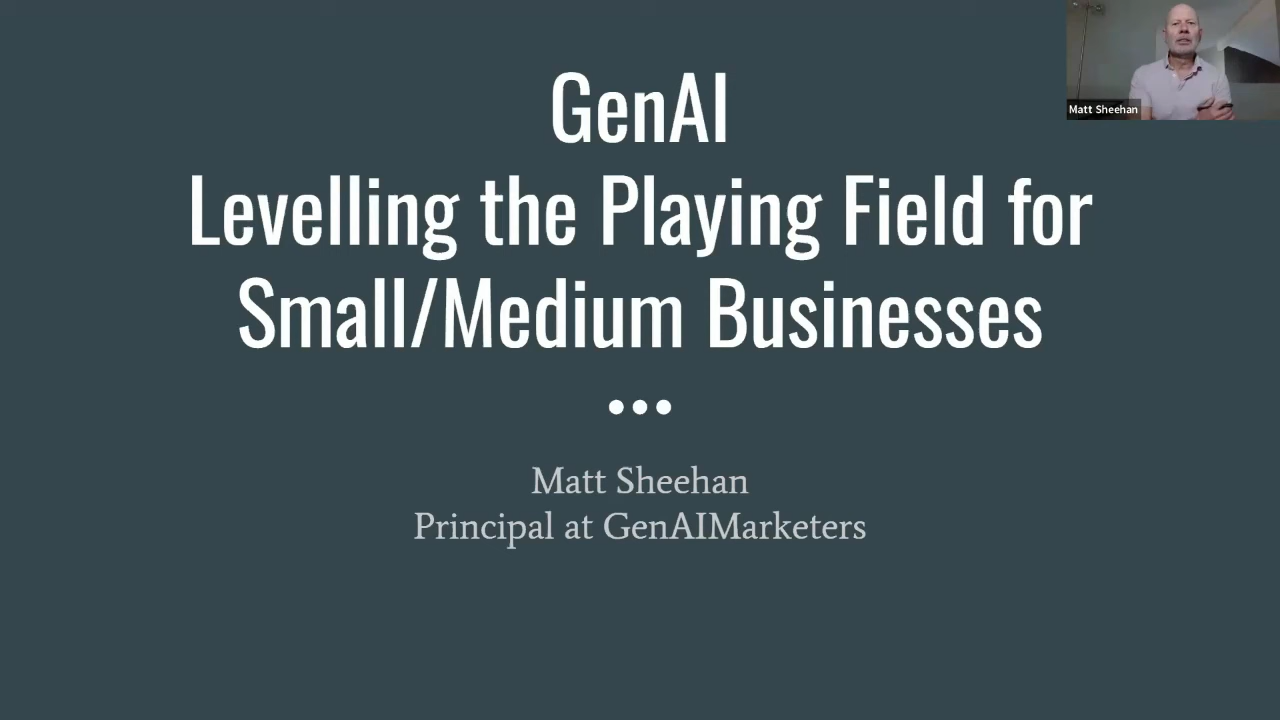 GenAI
Levelling the Playing Field for
Small/Medium Businesses
Matt Sheehan
Principal at GenAIMarketers
Matt Sheehan